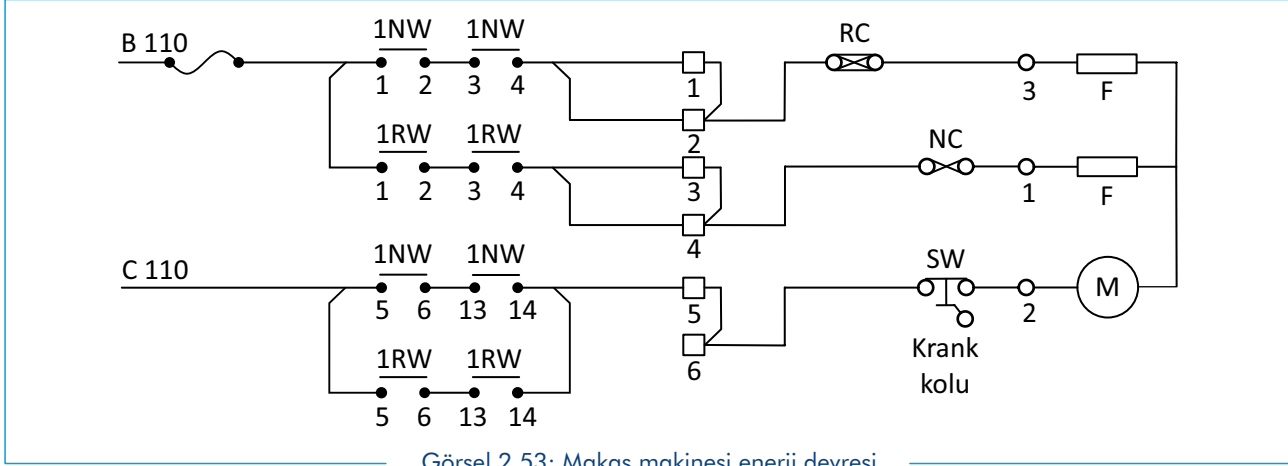 1NW 1NW RC
B 110
1 2 3 4 1 3 F
2
1RW 1RW NC
1 2 3 4 3 1 F
4
1NW 1NW SW
C 110 M
5 6 13 14 5 2
6
Krank
kolu
1RW 1RW
5 6 13 14
Görsel 2.53: Makas makinesi enerji devresi